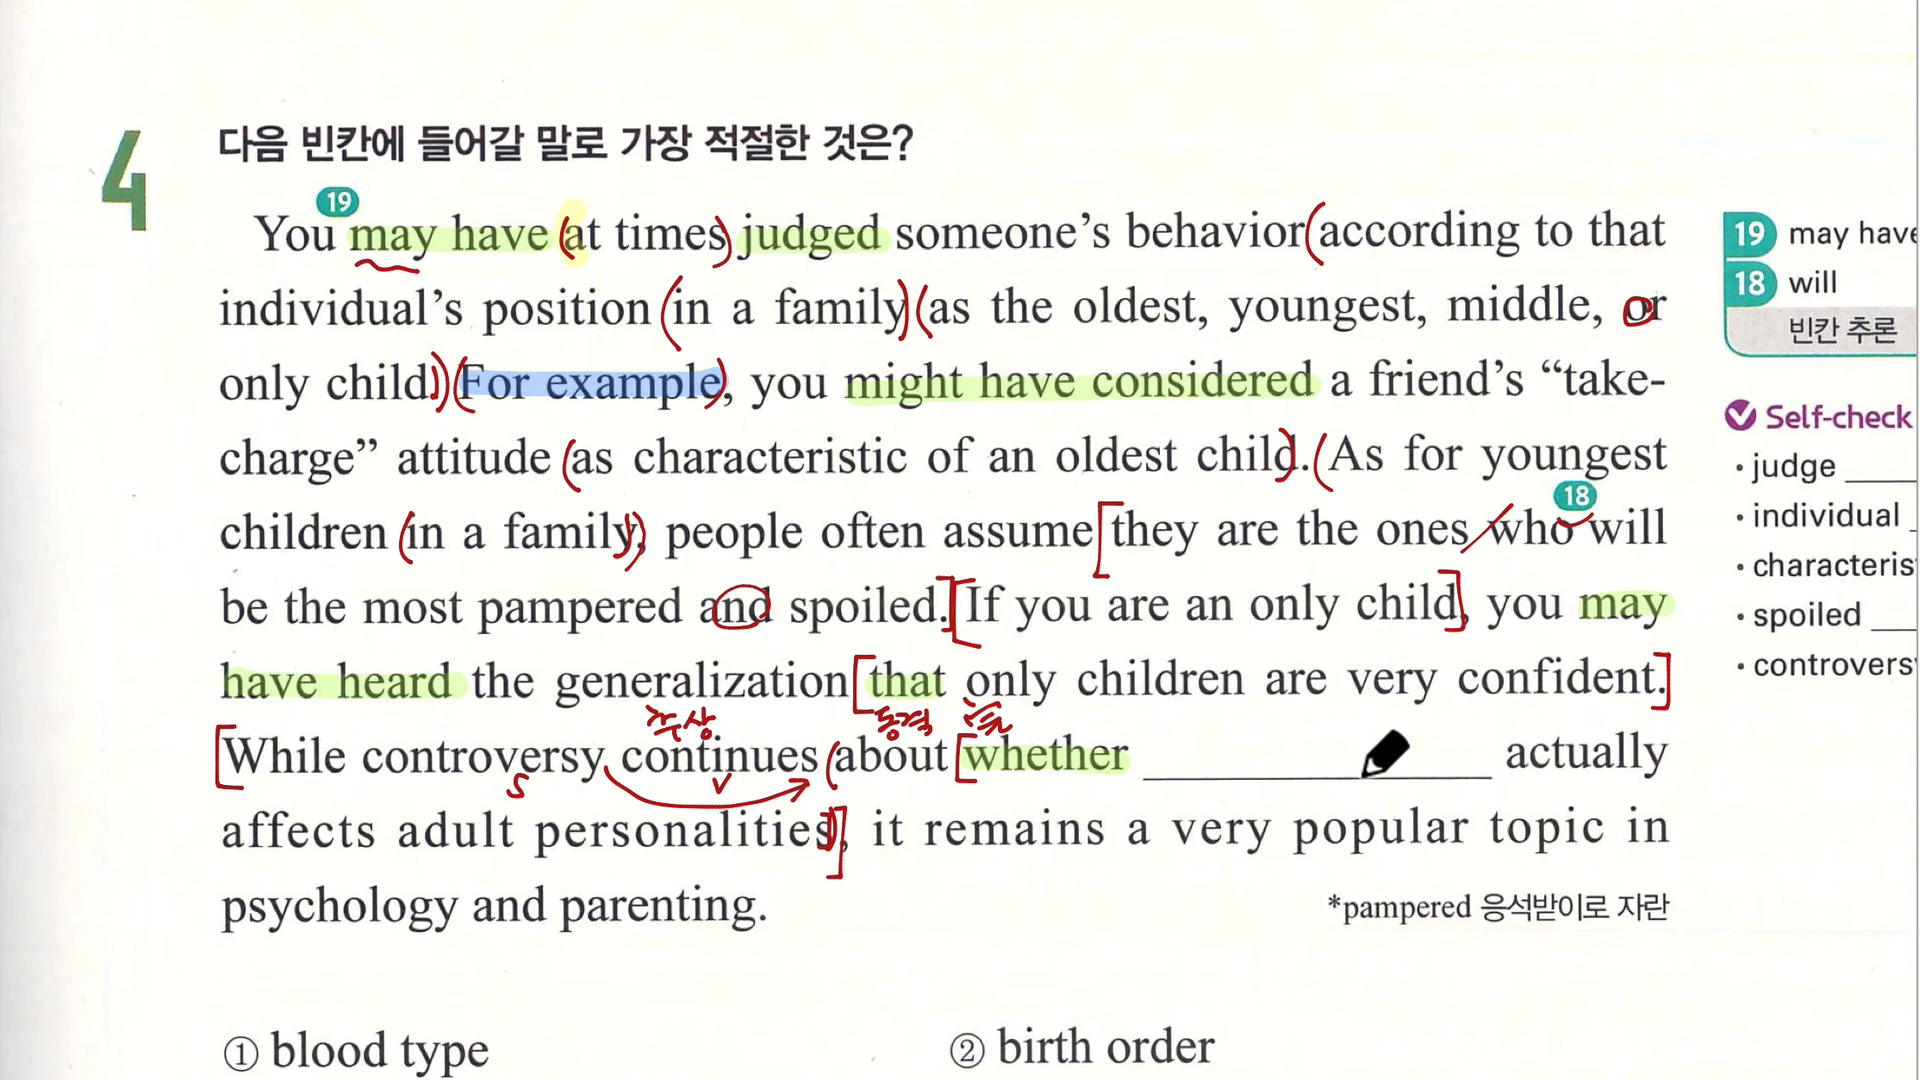 4
다음 빈칸에 들어갈 말로 가장 적절한 것은?
19
You may have at times judged someone's behavior according to that
individual's position in a family as the oldest, youngest, middle, or
only child. For example, you might have considered a friend's “take-
charge” attitude as characteristic of an oldest child. As for youngest
18
children in a family, people often assume they are the ones who will
be the most pampered and spoiled. If you are an only child, you may
have heard the generalization that only children are very confident.
추상 동격
While controversy continues about whether ____ actually
S V
affects adult personalities, it remains a very popular topic in
psychology and parenting.
*pampered 응석받이로 자란
① blood type
② birth order
19 may have
18 will
빈칸 추론
Self-check
· judge
· individual
· characteris
· spoiled
· controvers